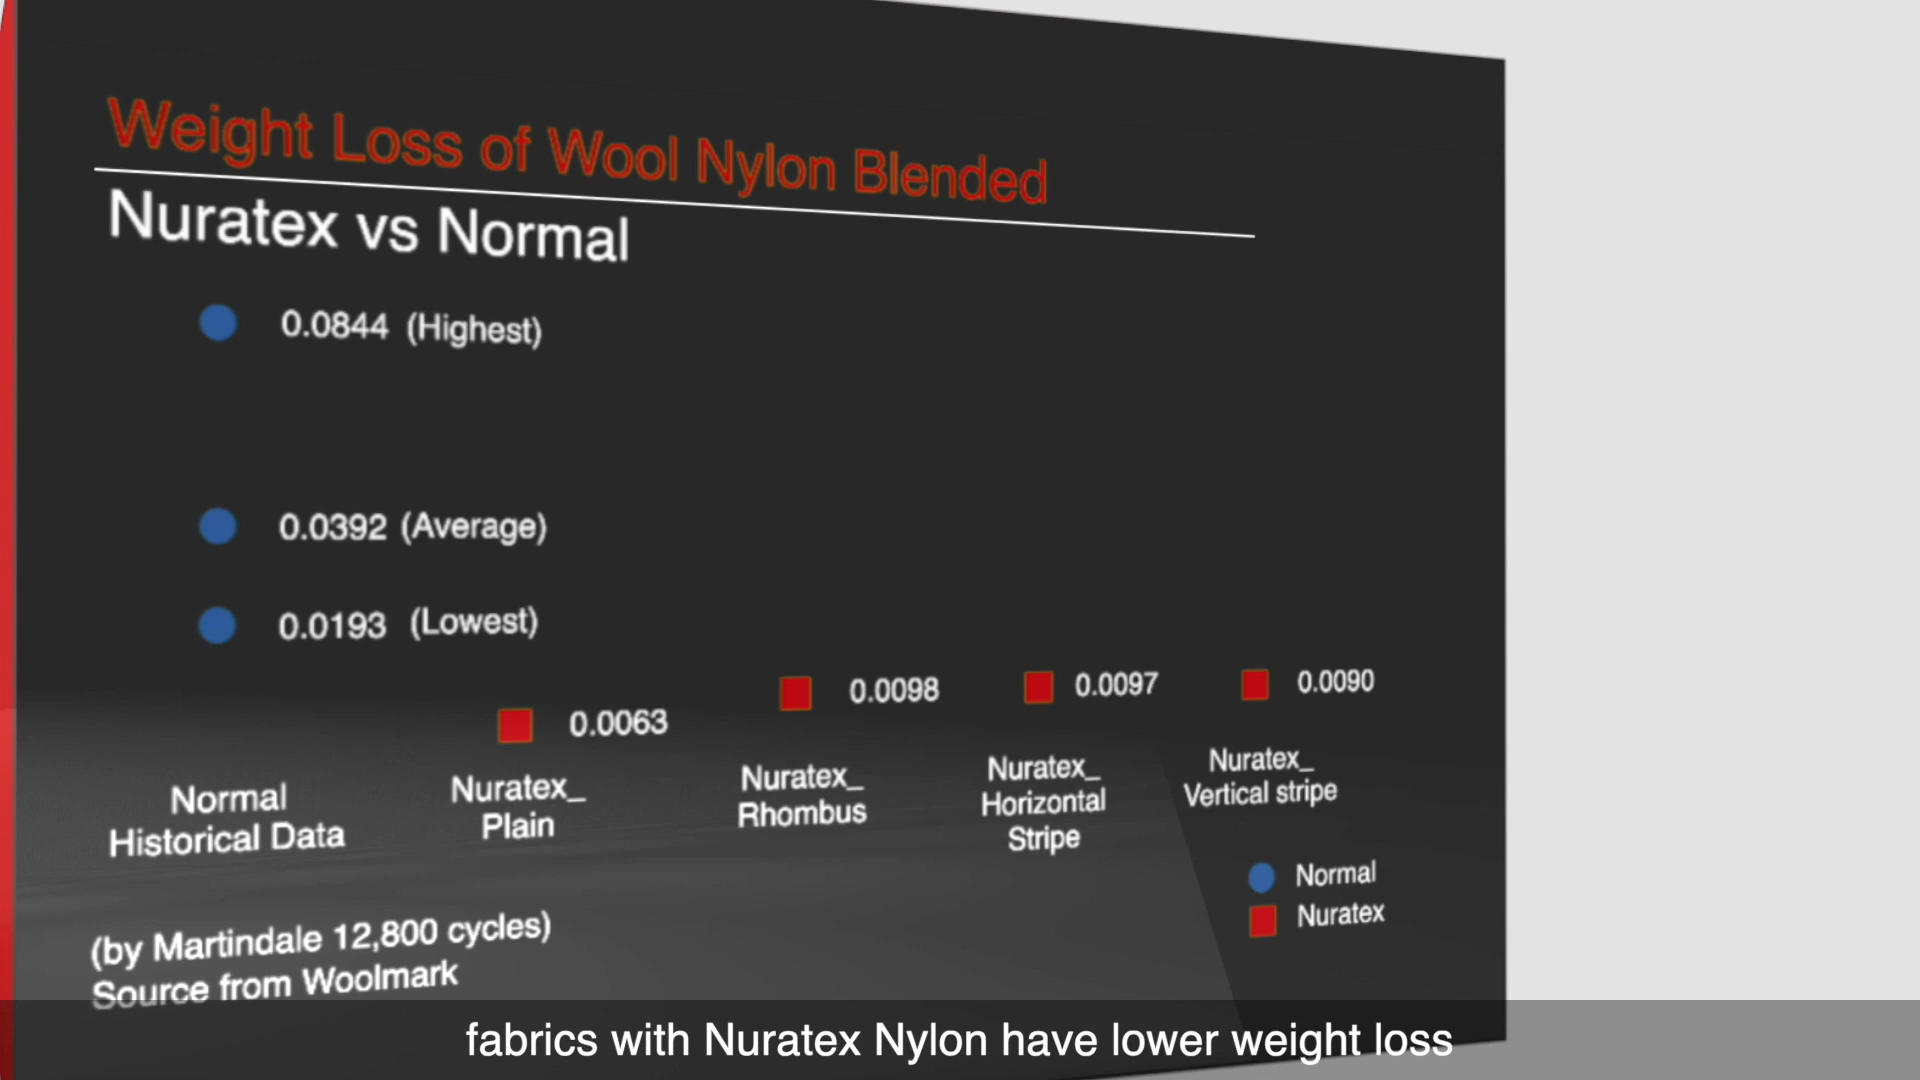 Weight Loss of Wool Nylon Blended
Nuratex vs Normal
0.0844 (Highest)
0.0392 (Average)
0.0193 (Lowest)
0.0063
0.0098
0.0097
0.0090
Normal
Historical Data
Nuratex_
Plain
Nuratex_
Rhombus
Nuratex_
Horizontal
Stripe
Nuratex_
Vertical stripe
Normal
Nuratex
(by Martindale 12,800 cycles)
Source from Woolmark
fabrics with Nuratex Nylon have lower weight loss